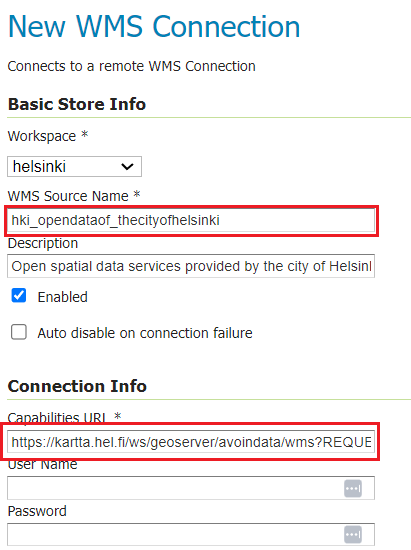 New WMS Connection
Connects to a remote WMS Connection
Basic Store Info
Workspace *
helsinki
WMS Source Name *
hki_opendataof_thecityofhelsinki
Description
Open spatial data services provided by the city of Helsin
Enabled
Auto disable on connection failure
Connection Info
Capabilities URL *
https://kartta.hel.fi/ws/geoserver/avoindata/wms?REQUE
User Name
Password